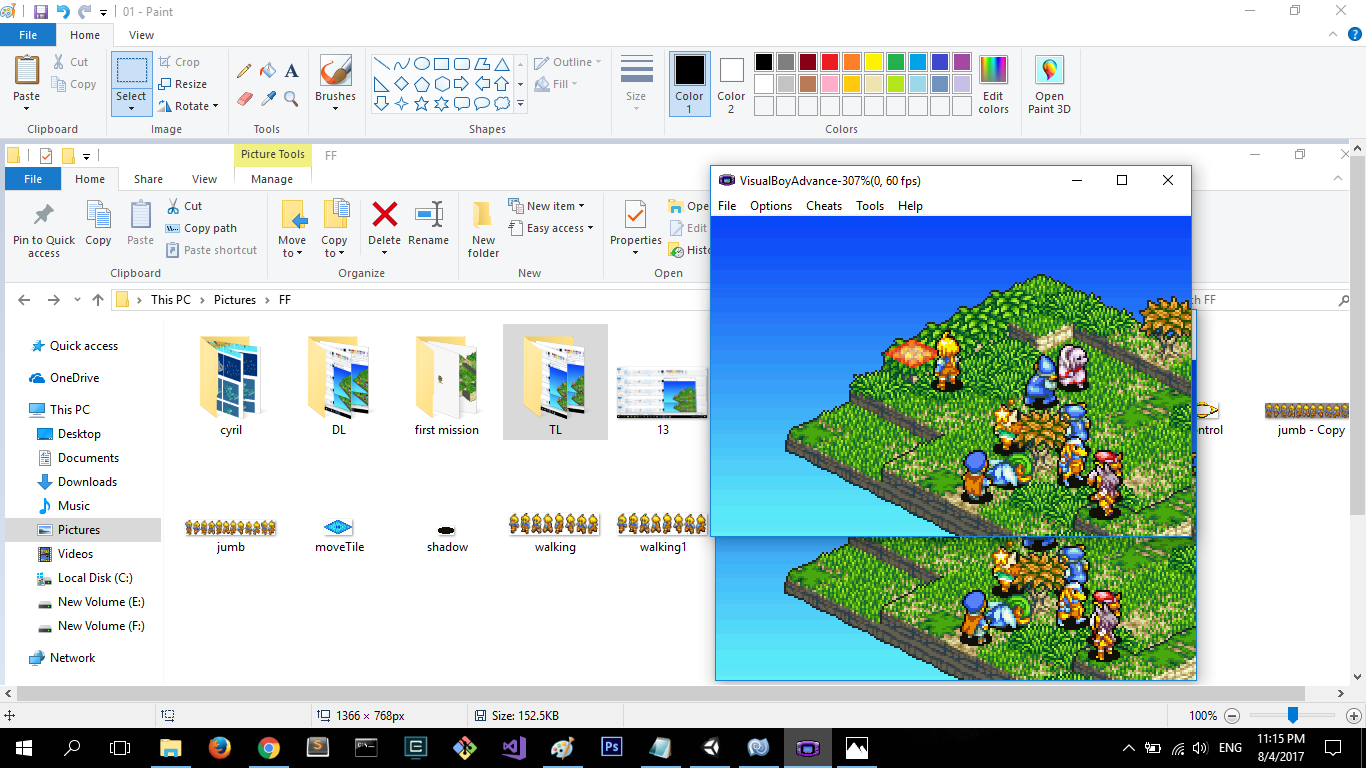 01 - Paint
File Home View
Paste Cut Copy Clipboard
Select Crop Resize Rotate Image
Tools
Brushes
Outline Fill Shapes
Size
Color 1 Color 2 Colors
Edit colors
Open Paint 3D
Picture Tools FF
File Home Share View Manage
Pin to Quick access Copy Paste Cut Copy path Paste shortcut Clipboard
Move to Copy to Delete Rename Organize
New folder New item Easy access New
Properties Edit Open
VisualBoyAdvance-307%(0, 60 fps)
File Options Cheats Tools Help
This PC Pictures FF
FF
Quick access
OneDrive
This PC
Desktop
Documents
Downloads
Music
Pictures
Videos
Local Disk (C:)
New Volume (E:)
New Volume (F:)
Network
cyril DL first mission TL 13 jumb - Copy
jumb moveTile shadow walking walking1
1366 × 768px Size: 152.5KB 100%
ENG 11:15 PM
8/4/2017